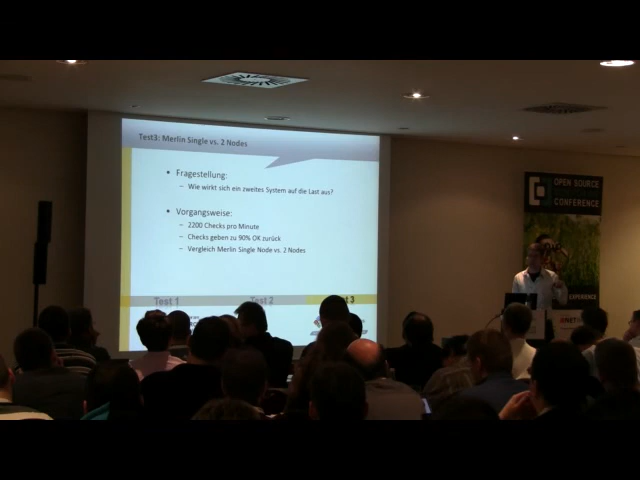 Test3: Merlin Single vs. 2 Nodes
• Fragestellung:
– Wie wirkt sich ein zweites System auf die Last aus?
• Vorgangsweise:
– 2200 Checks pro Minute
– Checks geben zu 90% OK zurück
– Vergleich Merlin Single Node vs. 2 Nodes
Test 1
Test 2
3
OPEN SOURCE
CONFERENCE
EXPERIENCE